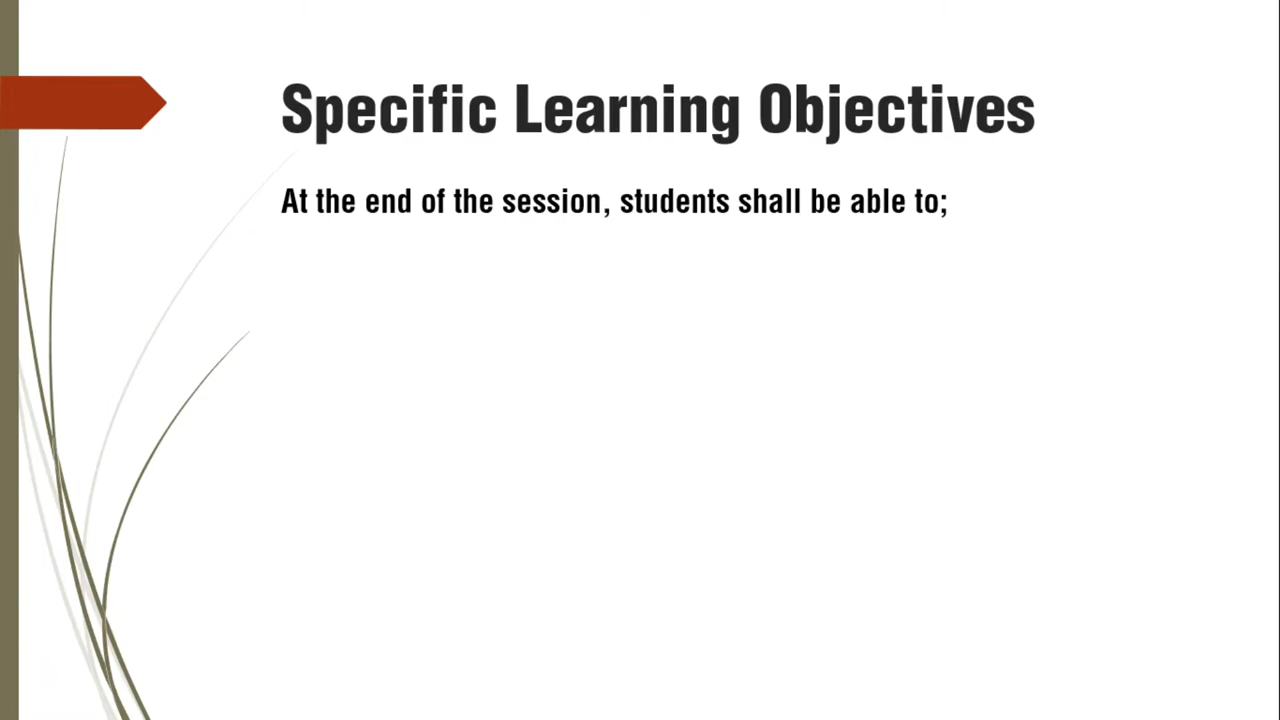 Specific Learning Objectives
At the end of the session, students shall be able to;